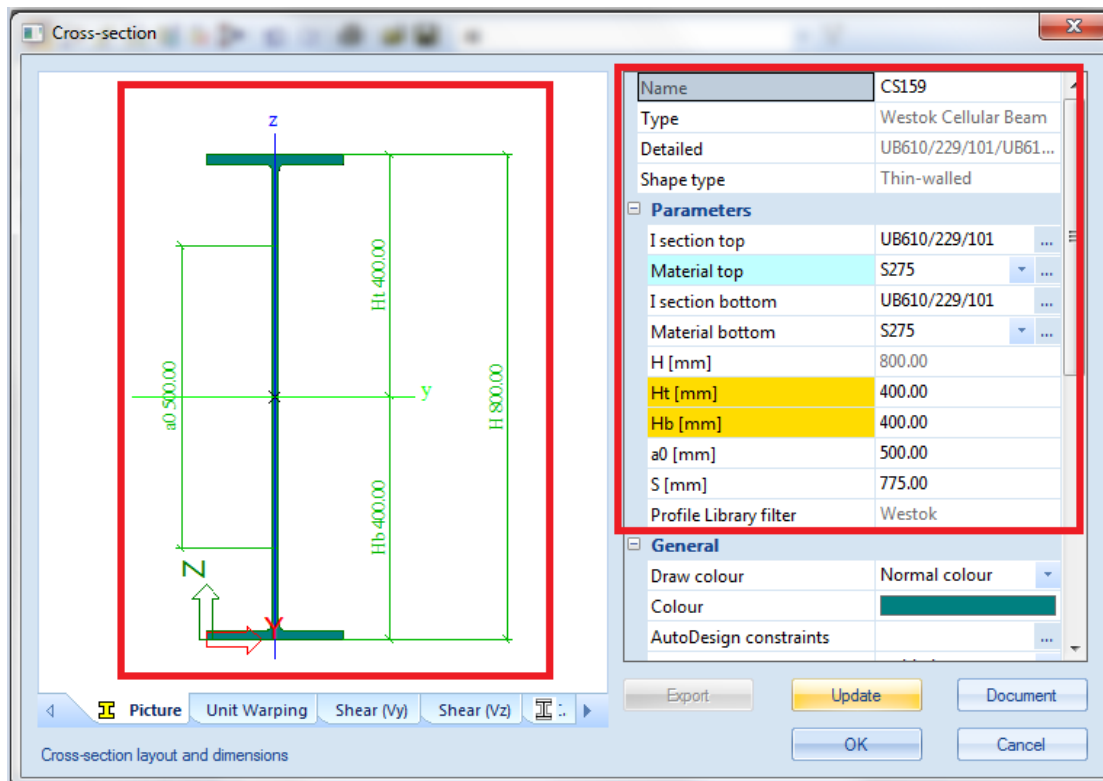 Cross-section
z
Ht 400.00
a0 500.00
y
H 800.00
Hb 400.00
Z
Y
Picture
Unit Warping
Shear (Vy)
Shear (Vz)
Cross-section layout and dimensions
Name CS159
Type Westok Cellular Beam
Detailed UB610/229/101/UB61...
Shape type Thin-walled
Parameters
I section top UB610/229/101 ...
Material top S275 ...
I section bottom UB610/229/101 ...
Material bottom S275 ...
H [mm] 800.00
Ht [mm] 400.00
Hb [mm] 400.00
a0 [mm] 500.00
S [mm] 775.00
Profile Library filter Westok
General
Draw colour Normal colour
Colour
AutoDesign constraints ...
Export Update Document
OK Cancel